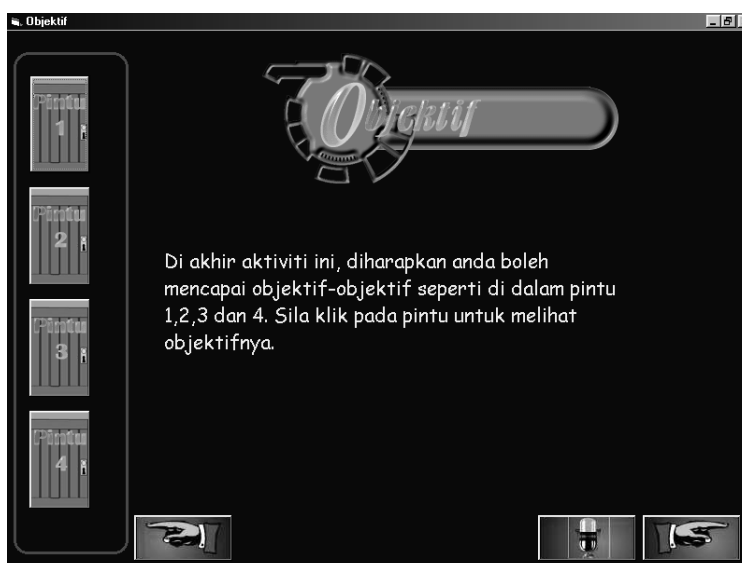 Objektif
Objektif
Pintu
1
Pintu
2
Pintu
3
Pintu
4
Di akhir aktiviti ini, diharapkan anda boleh
mencapai objektif-objektif seperti di dalam pintu
1,2,3 dan 4. Sila klik pada pintu untuk melihat
objektifnya.